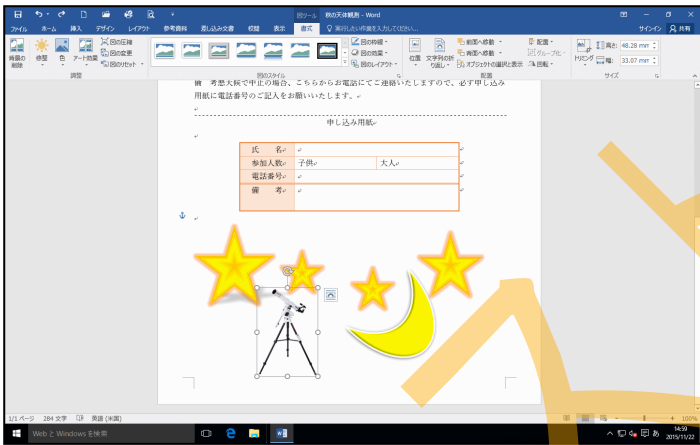 図ツール 秋の天体観測 - Word
ファイル ホーム 挿入 デザイン レイアウト 参考資料 差し込み文書 校閲 表示 書式 実行したい作業を入力してください... サインイン 共有
背景の削除 修整 色 アート効果 図の圧縮 図の変更 図のリセット 図の枠線 図の効果 図のレイアウト 位置 文字列の折り返し 前面へ移動 背面へ移動 オブジェクトの選択と表示 配置 グループ化 回転 トリミング 高さ: 48.28 mm 幅: 33.07 mm
調整 図のスタイル 配置 サイズ
備 考悪天候で中止の場合、こちらからお電話にてご連絡いたしますので、必ず申し込み
用紙に電話番号のご記入をお願いいたします。
申し込み用紙
氏 名
参加人数 子供 大人
電話番号
備 考
1/1 ページ 284 文字 英語 (米国) 100%
Web と Windows を検索 あ 14:59
2015/11/22